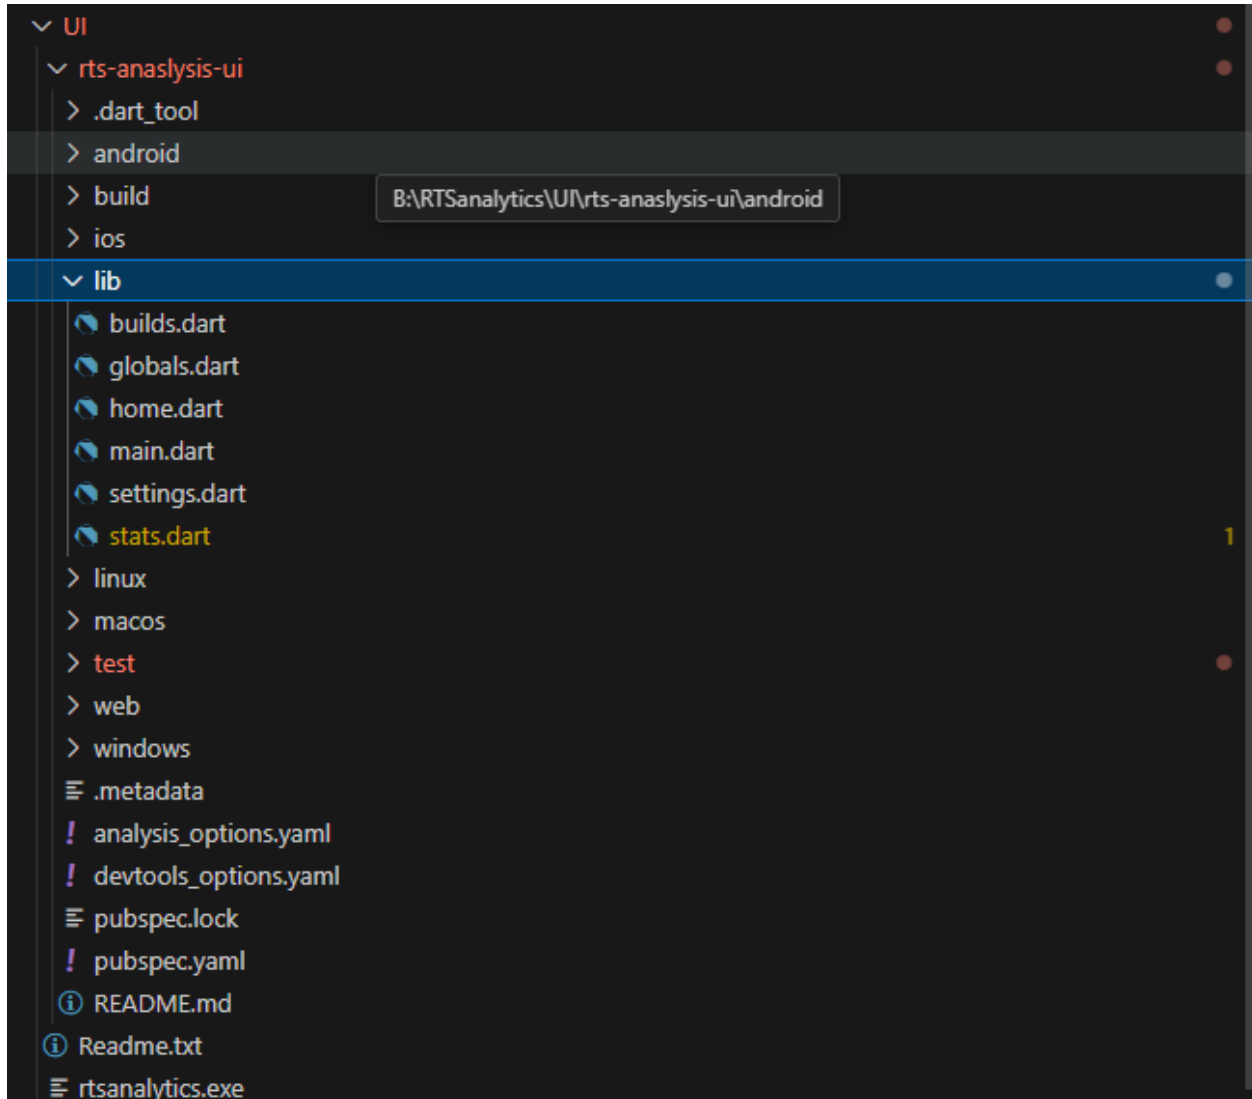 UI
rts-anaslysis-ui
.dart_tool
android
build
B:\RTSanalytics\UI\rts-anaslysis-ui\android
ios
lib
builds.dart
globals.dart
home.dart
main.dart
settings.dart
stats.dart 1
linux
macos
test
web
windows
.metadata
! analysis_options.yaml
! devtools_options.yaml
pubspec.lock
! pubspec.yaml
README.md
Readme.txt
rtsanalytics.exe